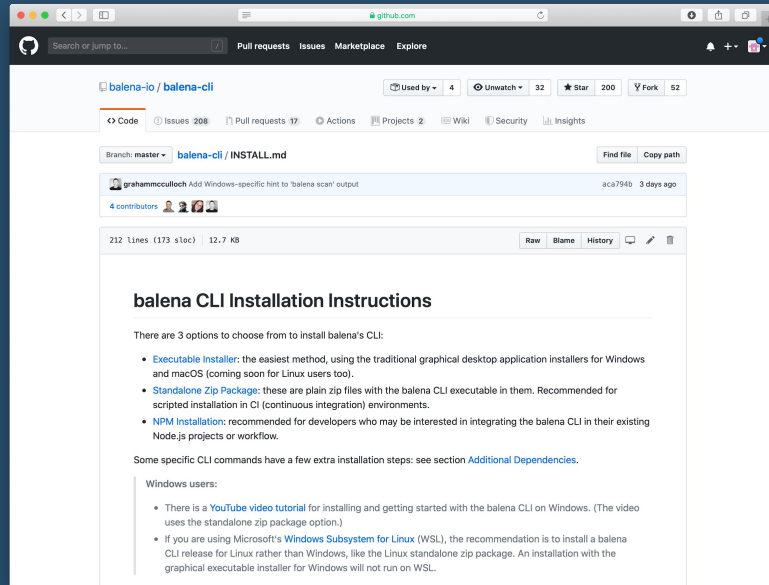 github.com
Search or jump to... /
Pull requests Issues Marketplace Explore
balena-io / balena-cli
Used by 4 Unwatch 32 Star 200 Fork 52
Code Issues 208 Pull requests 17 Actions Projects 2 Wiki Security Insights
Branch: master balena-cli / INSTALL.md Find file Copy path
grahammcculloch Add Windows-specific hint to 'balena scan' output aca794b 3 days ago
4 contributors
212 lines (173 sloc) 12.7 KB Raw Blame History
balena CLI Installation Instructions
There are 3 options to choose from to install balena's CLI:
• Executable Installer: the easiest method, using the traditional graphical desktop application installers for Windows
and macOS (coming soon for Linux users too).
• Standalone Zip Package: these are plain zip files with the balena CLI executable in them. Recommended for
scripted installation in CI (continuous integration) environments.
• NPM Installation: recommended for developers who may be interested in integrating the balena CLI in their existing
Node.js projects or workflow.
Some specific CLI commands have a few extra installation steps: see section Additional Dependencies.
Windows users:
• There is a YouTube video tutorial for installing and getting started with the balena CLI on Windows. (The video
uses the standalone zip package option.)
• If you are using Microsoft's Windows Subsystem for Linux (WSL), the recommendation is to install a balena
CLI release for Linux rather than Windows, like the Linux standalone zip package. An installation with the
graphical executable installer for Windows will not run on WSL.